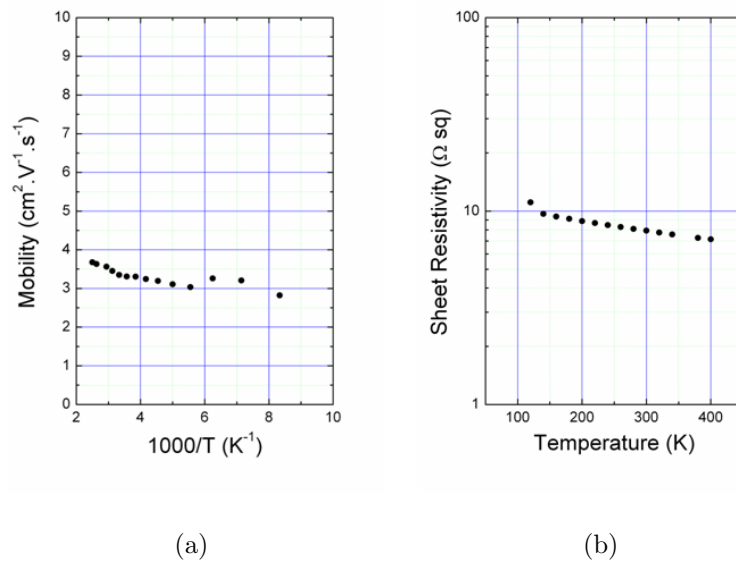 10
9
8
7
6
5
4
3
2
1
0
2 4 6 8 10
Mobility (cm².V⁻¹.s⁻¹)
1000/T (K⁻¹)
(a)
100
10
1
100 200 300 400
Sheet Resistivity (Ω sq)
Temperature (K)
(b)